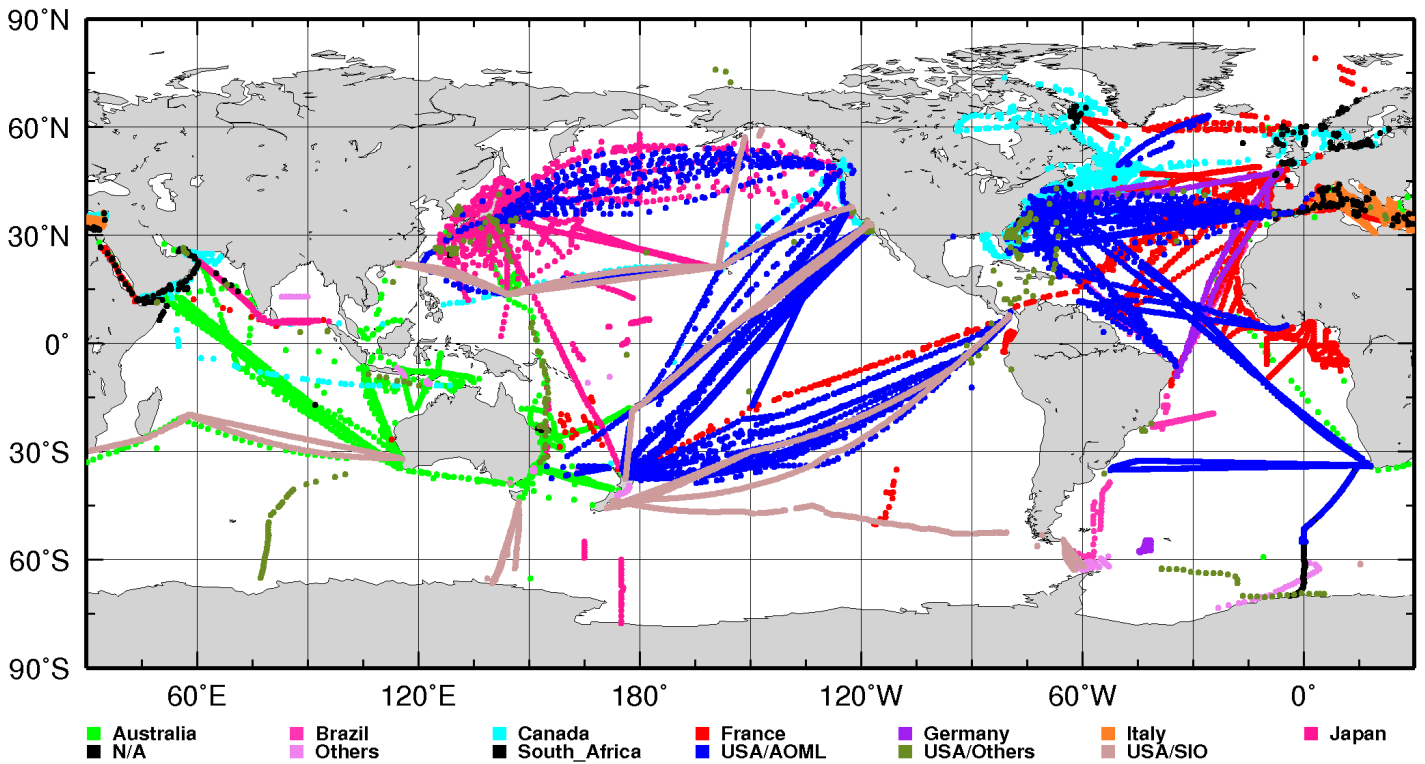 90°N
60°N
30°N
0°
30°S
60°S
90°S
60°E 120°E 180° 120°W 60°W 0°
Australia Brazil Canada France Germany Italy Japan
N/A Others South_Africa USA/AOML USA/Others USA/SIO